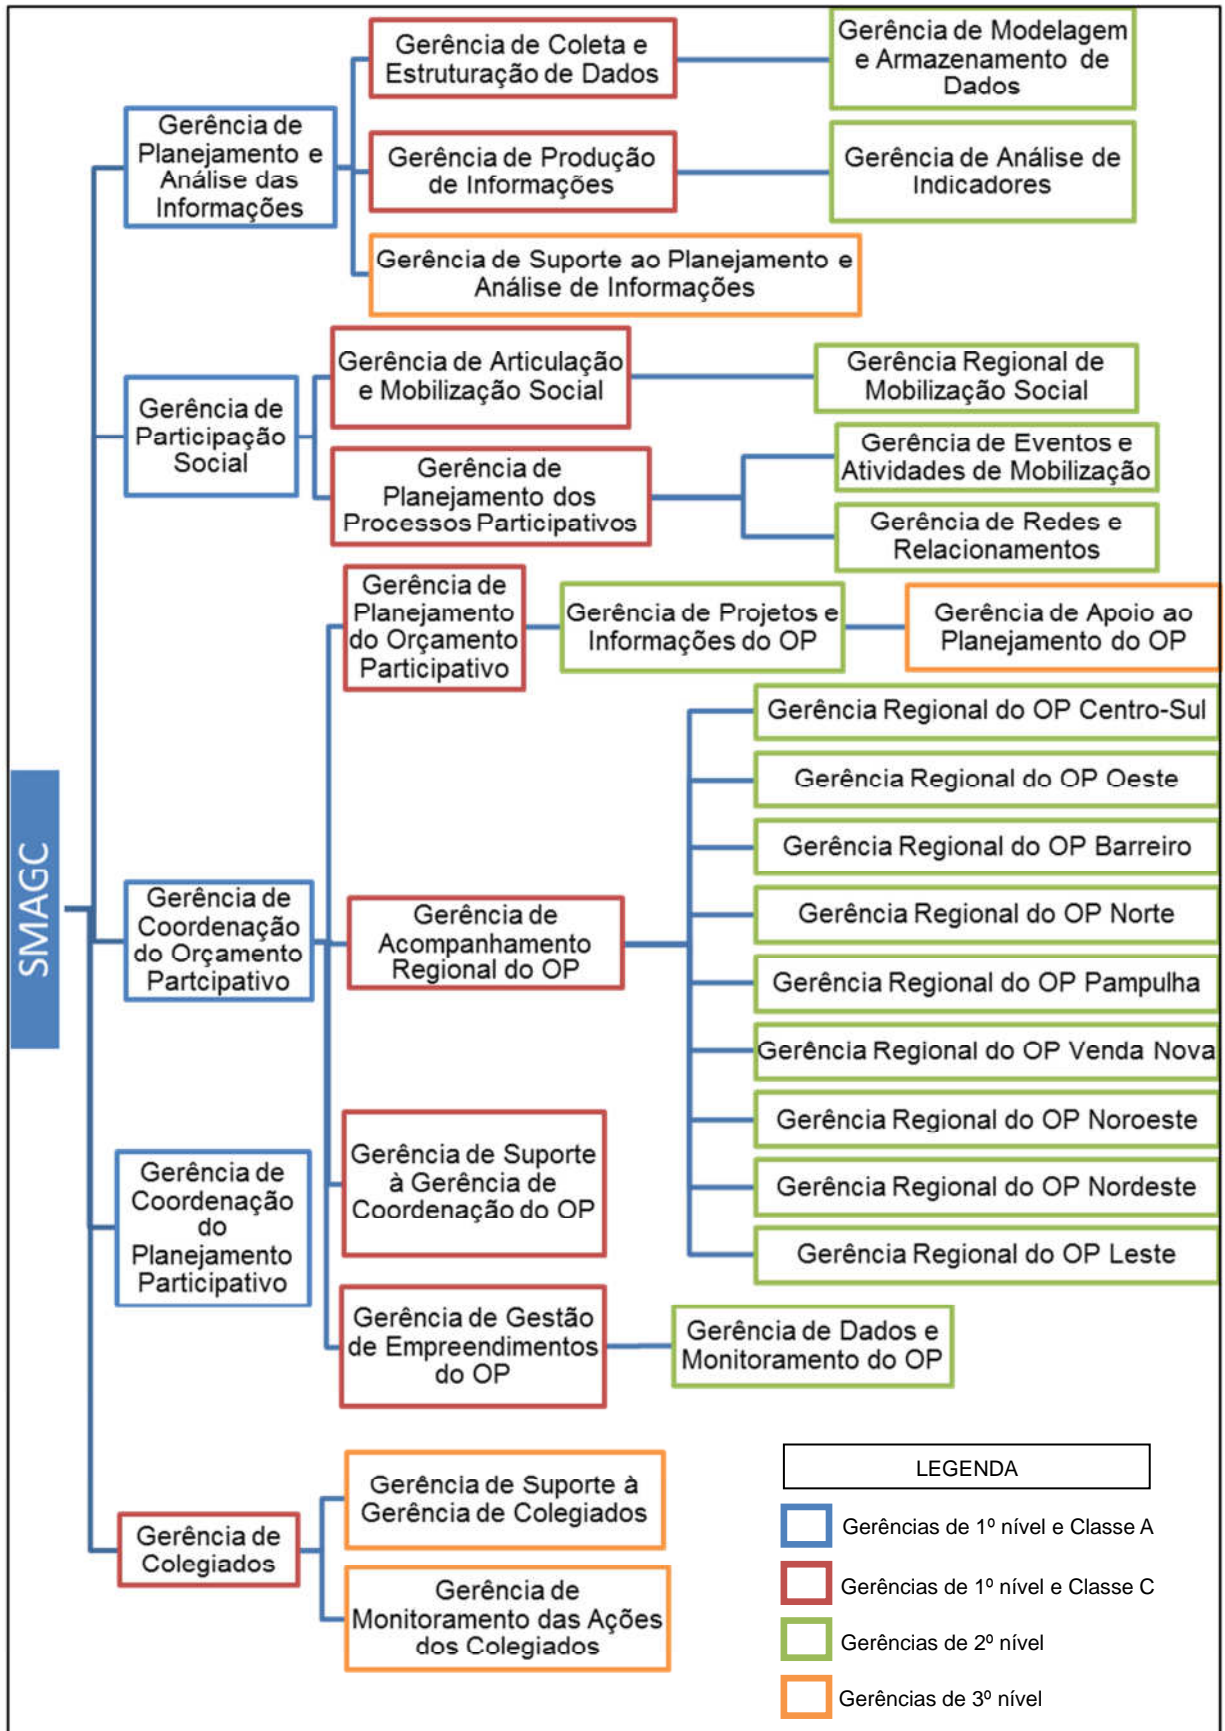 SMAGC
Gerência de
Planejamento e
Análise das
Informações
Gerência de Coleta e
Estruturação de Dados
Gerência de Modelagem
e Armazenamento de
Dados
Gerência de Produção
de Informações
Gerência de Análise de
Indicadores
Gerência de Suporte ao Planejamento e
Análise de Informações
Gerência de
Participação
Social
Gerência de Articulação
e Mobilização Social
Gerência Regional de
Mobilização Social
Gerência de
Planejamento dos
Processos Participativos
Gerência de Eventos e
Atividades de Mobilização
Gerência de Redes e
Relacionamentos
Gerência de
Coordenação
do Orçamento
Partcipativo
Gerência de
Planejamento
do Orçamento
Participativo
Gerência de Projetos e
Informações do OP
Gerência de Apoio ao
Planejamento do OP
Gerência de
Acompanhamento
Regional do OP
Gerência Regional do OP Centro-Sul
Gerência Regional do OP Oeste
Gerência Regional do OP Barreiro
Gerência Regional do OP Norte
Gerência Regional do OP Pampulha
Gerência Regional do OP Venda Nova
Gerência Regional do OP Noroeste
Gerência Regional do OP Nordeste
Gerência Regional do OP Leste
Gerência de Suporte
à Gerência de
Coordenação do OP
Gerência de Gestão
de Empreendimentos
do OP
Gerência de Dados e
Monitoramento do OP
Gerência de
Coordenação
do
Planejamento
Participativo
Gerência de
Colegiados
Gerência de Suporte à
Gerência de Colegiados
Gerência de
Monitoramento das Ações
dos Colegiados
LEGENDA
Gerências de 1º nível e Classe A
Gerências de 1º nível e Classe C
Gerências de 2º nível
Gerências de 3º nível